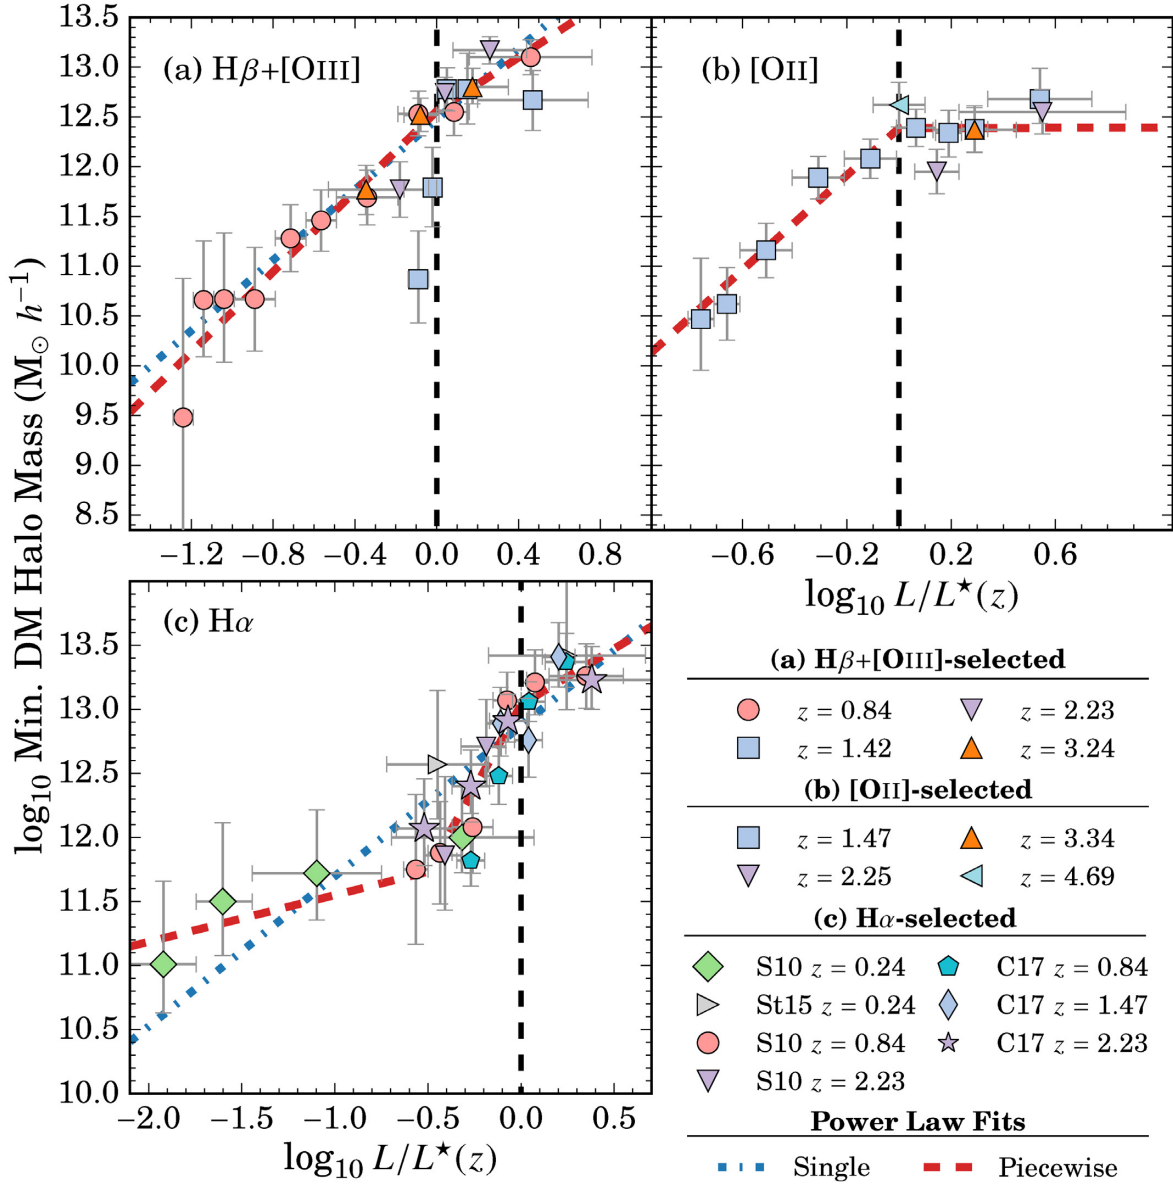 log₁₀ Min. DM Halo Mass (M☉ h⁻¹)
(a) Hβ+[OIII]
13.5
13.0
12.5
12.0
11.5
11.0
10.5
10.0
9.5
9.0
8.5
−1.2 −0.8 −0.4 0.0 0.4 0.8
(b) [OII]
−0.6 −0.2 0.2 0.6
log₁₀ L/L★(z)
(c) Hα
13.5
13.0
12.5
12.0
11.5
11.0
10.5
10.0
−2.0 −1.5 −1.0 −0.5 0.0 0.5
log₁₀ L/L★(z)
(a) Hβ+[OIII]-selected
z = 0.84 z = 2.23
z = 1.42 z = 3.24
(b) [OII]-selected
z = 1.47 z = 3.34
z = 2.25 z = 4.69
(c) Hα-selected
S10 z = 0.24 C17 z = 0.84
St15 z = 0.24 C17 z = 1.47
S10 z = 0.84 C17 z = 2.23
S10 z = 2.23
Power Law Fits
Single Piecewise